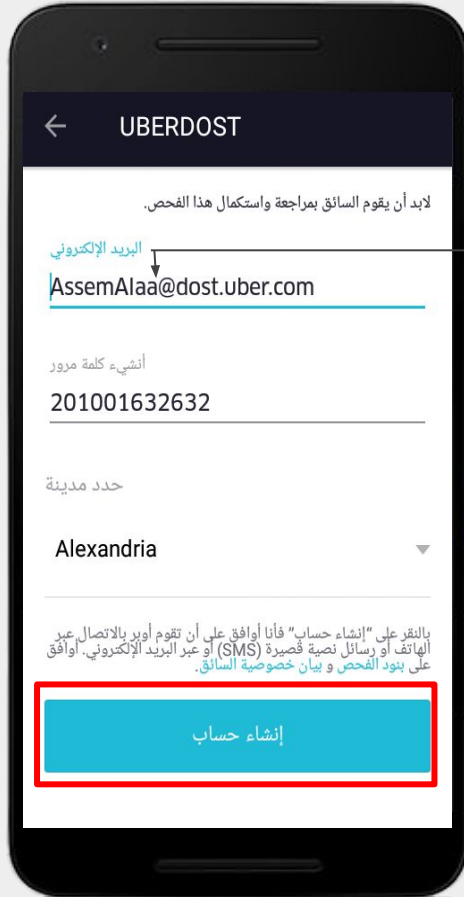 UBERDOST
لابد أن يقوم السائق بمراجعة واستكمال هذا الفحص.
البريد الإلكتروني
AssemAlaa@dost.uber.com
أنشيء كلمة مرور
201001632632
حدد مدينة
Alexandria
بالنقر على "إنشاء حساب" فأنا أوافق على أن تقوم أوبر بالاتصال عبر
الهاتف أو رسائل نصية قصيرة (SMS) أو عبر البريد الإلكتروني. أوافق
على بنود الفحص و بيان خصوصية السائق.
إنشاء حساب